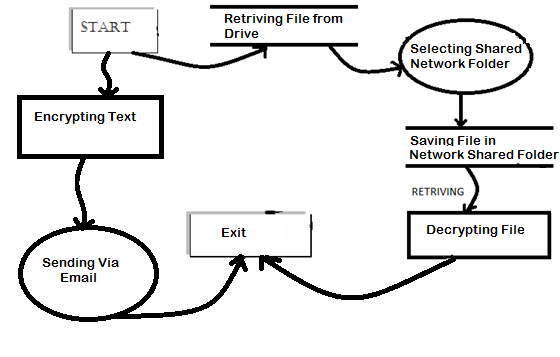 START
Retriving File from
Drive
Selecting Shared
Network Folder
Encrypting Text
Saving File in
Network Shared Folder
RETRIVING
Decrypting File
Exit
Sending Via
Email